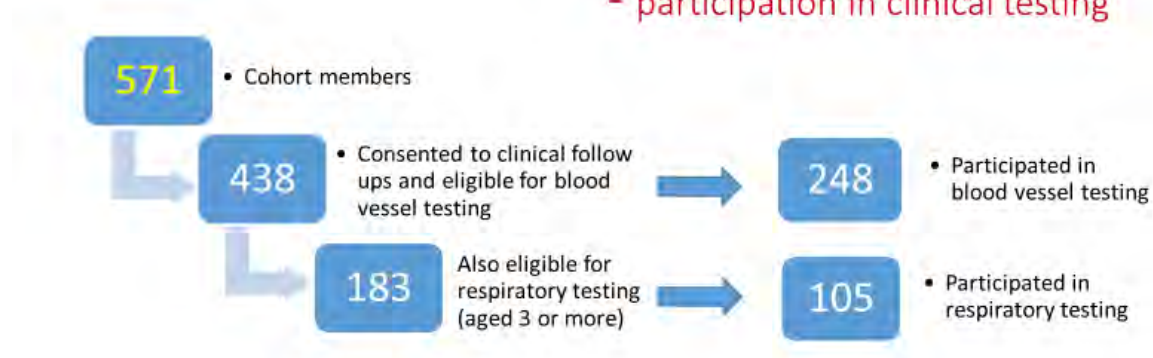 - participation in clinical testing
571
• Cohort members
438
• Consented to clinical follow
ups and eligible for blood
vessel testing
248
• Participated in
blood vessel testing
183
Also eligible for
respiratory testing
(aged 3 or more)
105
• Participated in
respiratory testing